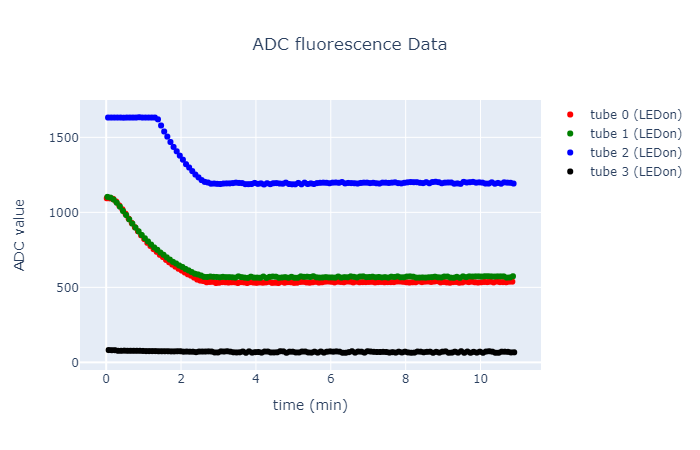 ADC fluorescence Data
tube 0 (LEDon)
tube 1 (LEDon)
tube 2 (LEDon)
tube 3 (LEDon)
ADC value
1500
1000
500
0
0 2 4 6 8 10
time (min)